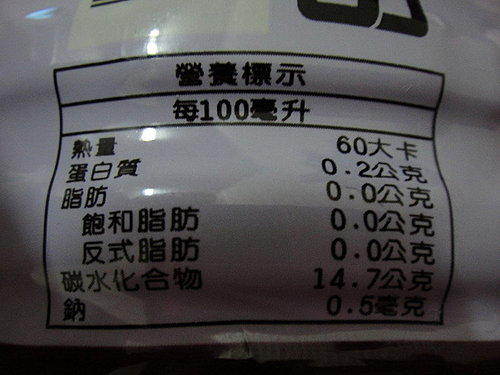 營養標示
每100毫升
熱量 60大卡
蛋白質 0.2公克
脂肪 0.0公克
飽和脂肪 0.0公克
反式脂肪 0.0公克
碳水化合物 14.7公克
鈉 0.5毫克